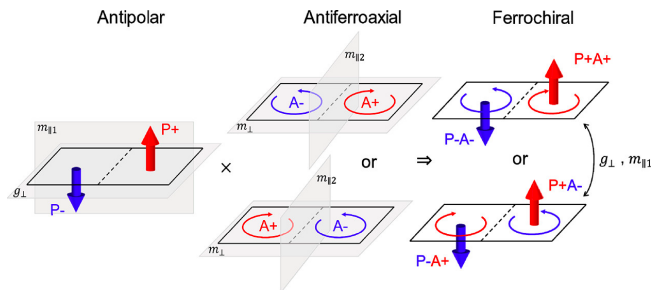 Antipolar
Antiferroaxial
Ferrochiral
m∥1
P+
g⊥
P-
×
m∥2
A-
A+
m⊥
or
m∥2
A+
A-
m⊥
⇒
P+A+
P-A-
or
P+A-
P-A+
g⊥ , m∥1